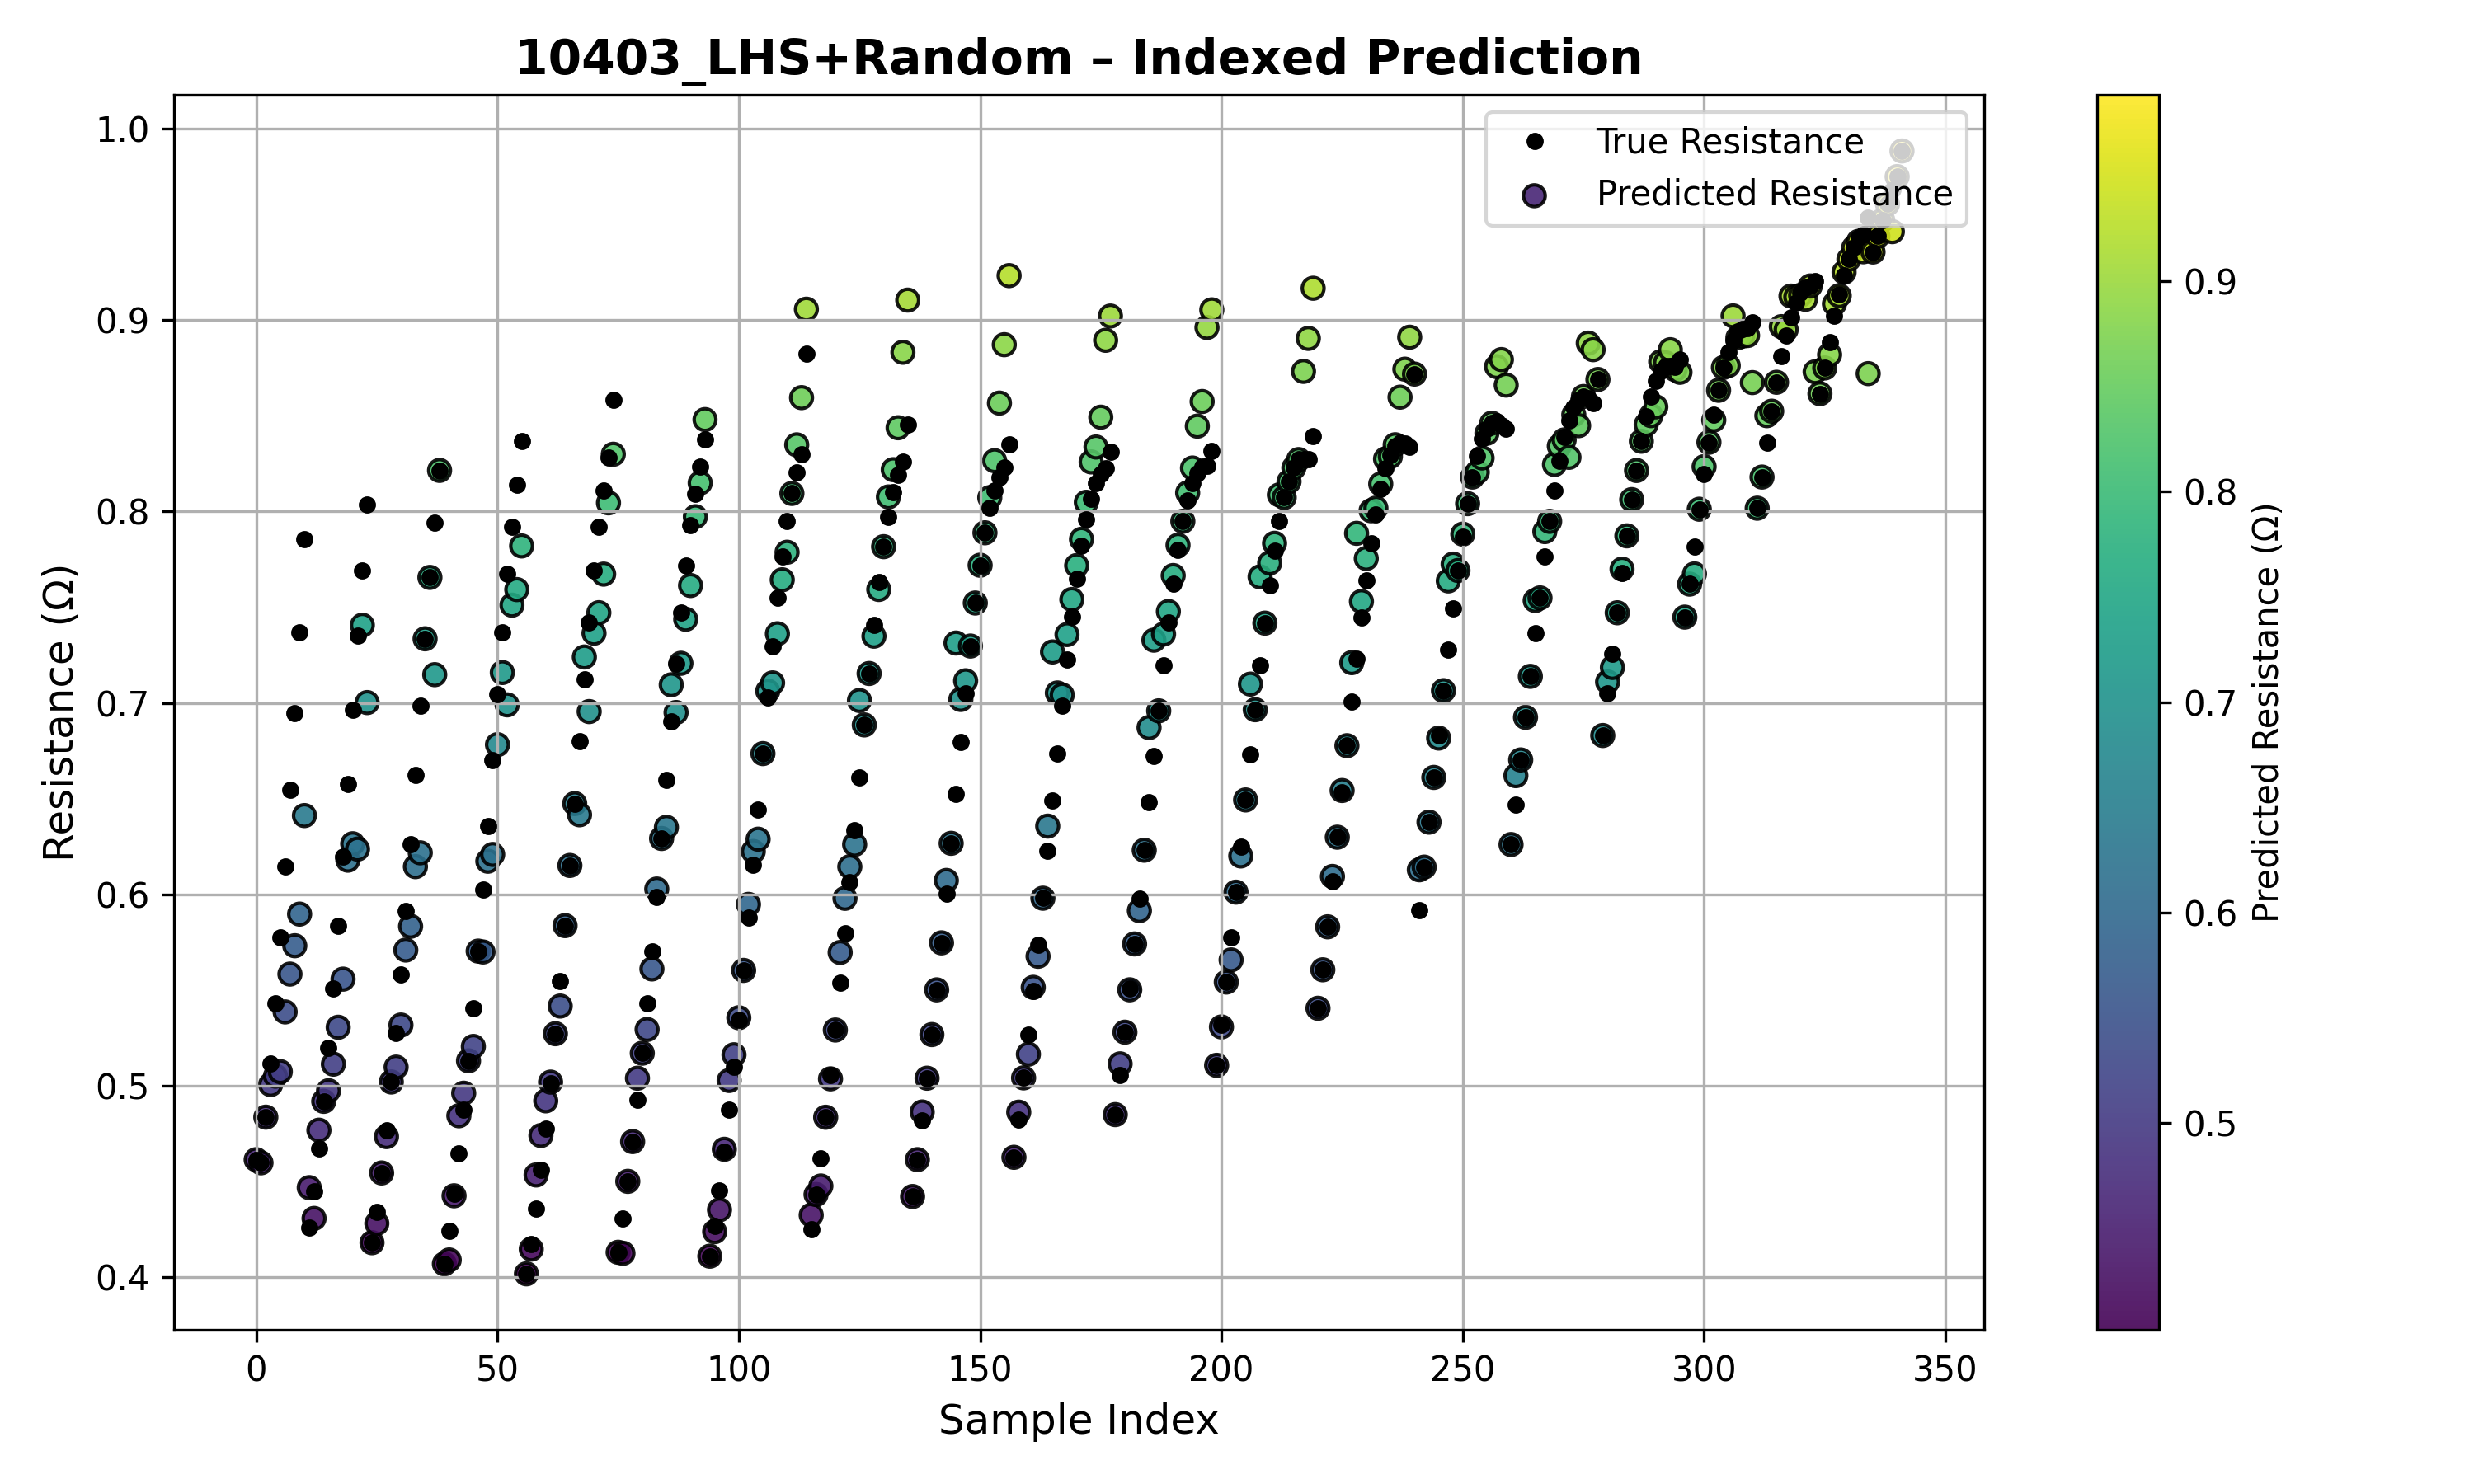 10403_LHS+Random – Indexed Prediction
True Resistance
Predicted Resistance
Resistance (Ω)
1.0
0.9
0.8
0.7
0.6
0.5
0.4
0 50 100 150 200 250 300 350
Sample Index
0.9
0.8
0.7
0.6
0.5
Predicted Resistance (Ω)